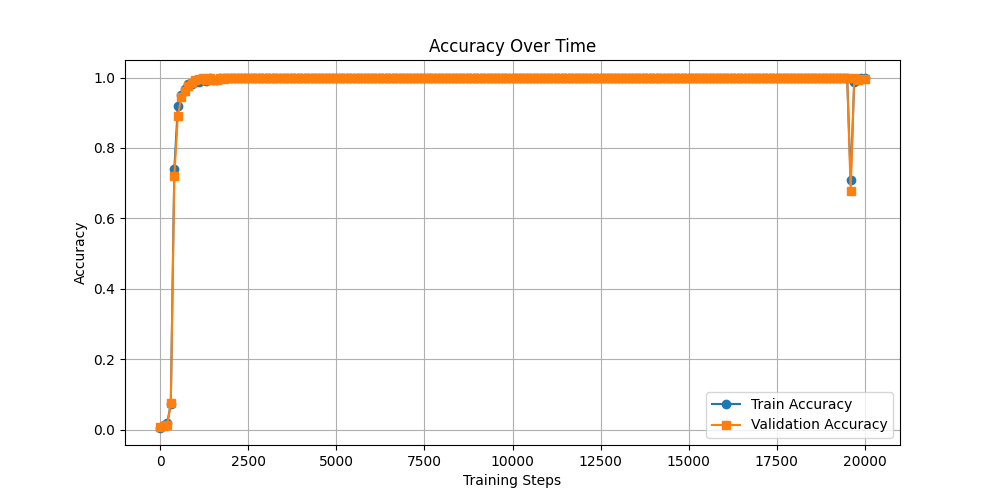 Accuracy Over Time
1.0
0.8
0.6
0.4
0.2
0.0
Accuracy
0 2500 5000 7500 10000 12500 15000 17500 20000
Training Steps
Train Accuracy
Validation Accuracy